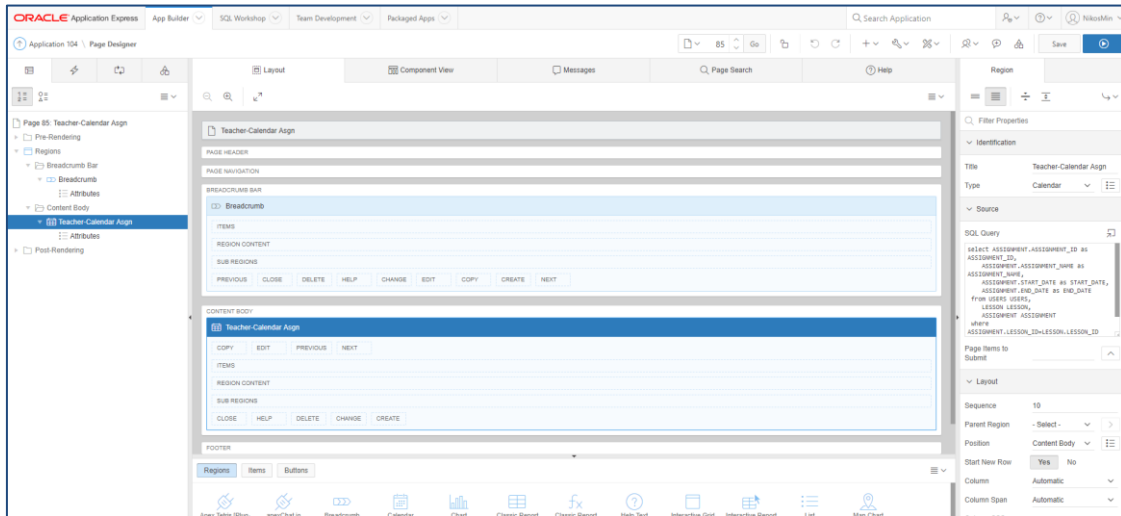 ORACLE Application Express App Builder SQL Workshop Team Development Packaged Apps Search Application NikosMin
Application 104 \ Page Designer 85 Go Save
Layout Component View Messages Page Search Help Region
Page 85: Teacher-Calendar Asgn
Pre-Rendering
Regions
Breadcrumb Bar
Breadcrumb
Attributes
Content Body
Teacher-Calendar Asgn
Attributes
Post-Rendering
Teacher-Calendar Asgn
PAGE HEADER
PAGE NAVIGATION
BREADCRUMB BAR
Breadcrumb
ITEMS
REGION CONTENT
SUB REGIONS
PREVIOUS CLOSE DELETE HELP CHANGE EDIT COPY CREATE NEXT
CONTENT BODY
Teacher-Calendar Asgn
COPY EDIT PREVIOUS NEXT
ITEMS
REGION CONTENT
SUB REGIONS
CLOSE HELP DELETE CHANGE CREATE
FOOTER
Regions Items Buttons
Breadcrumb Calendar Chart Classic Report Classic Report Help Text Interactive Grid Interactive Report List Map Chart
Filter Properties
Identification
Title Teacher-Calendar Asgn
Type Calendar
Source
SQL Query
select ASSIGNMENT.ASSIGNMENT_ID as
ASSIGNMENT_ID,
ASSIGNMENT.ASSIGNMENT_NAME as
ASSIGNMENT_NAME,
ASSIGNMENT.START_DATE as START_DATE,
ASSIGNMENT.END_DATE as END_DATE
from USERS USERS,
LESSON LESSON,
ASSIGNMENT ASSIGNMENT
where
ASSIGNMENT.LESSON_ID=LESSON.LESSON_ID
Page Items to
Submit
Layout
Sequence 10
Parent Region - Select -
Position Content Body
Start New Row Yes No
Column Automatic
Column Span Automatic